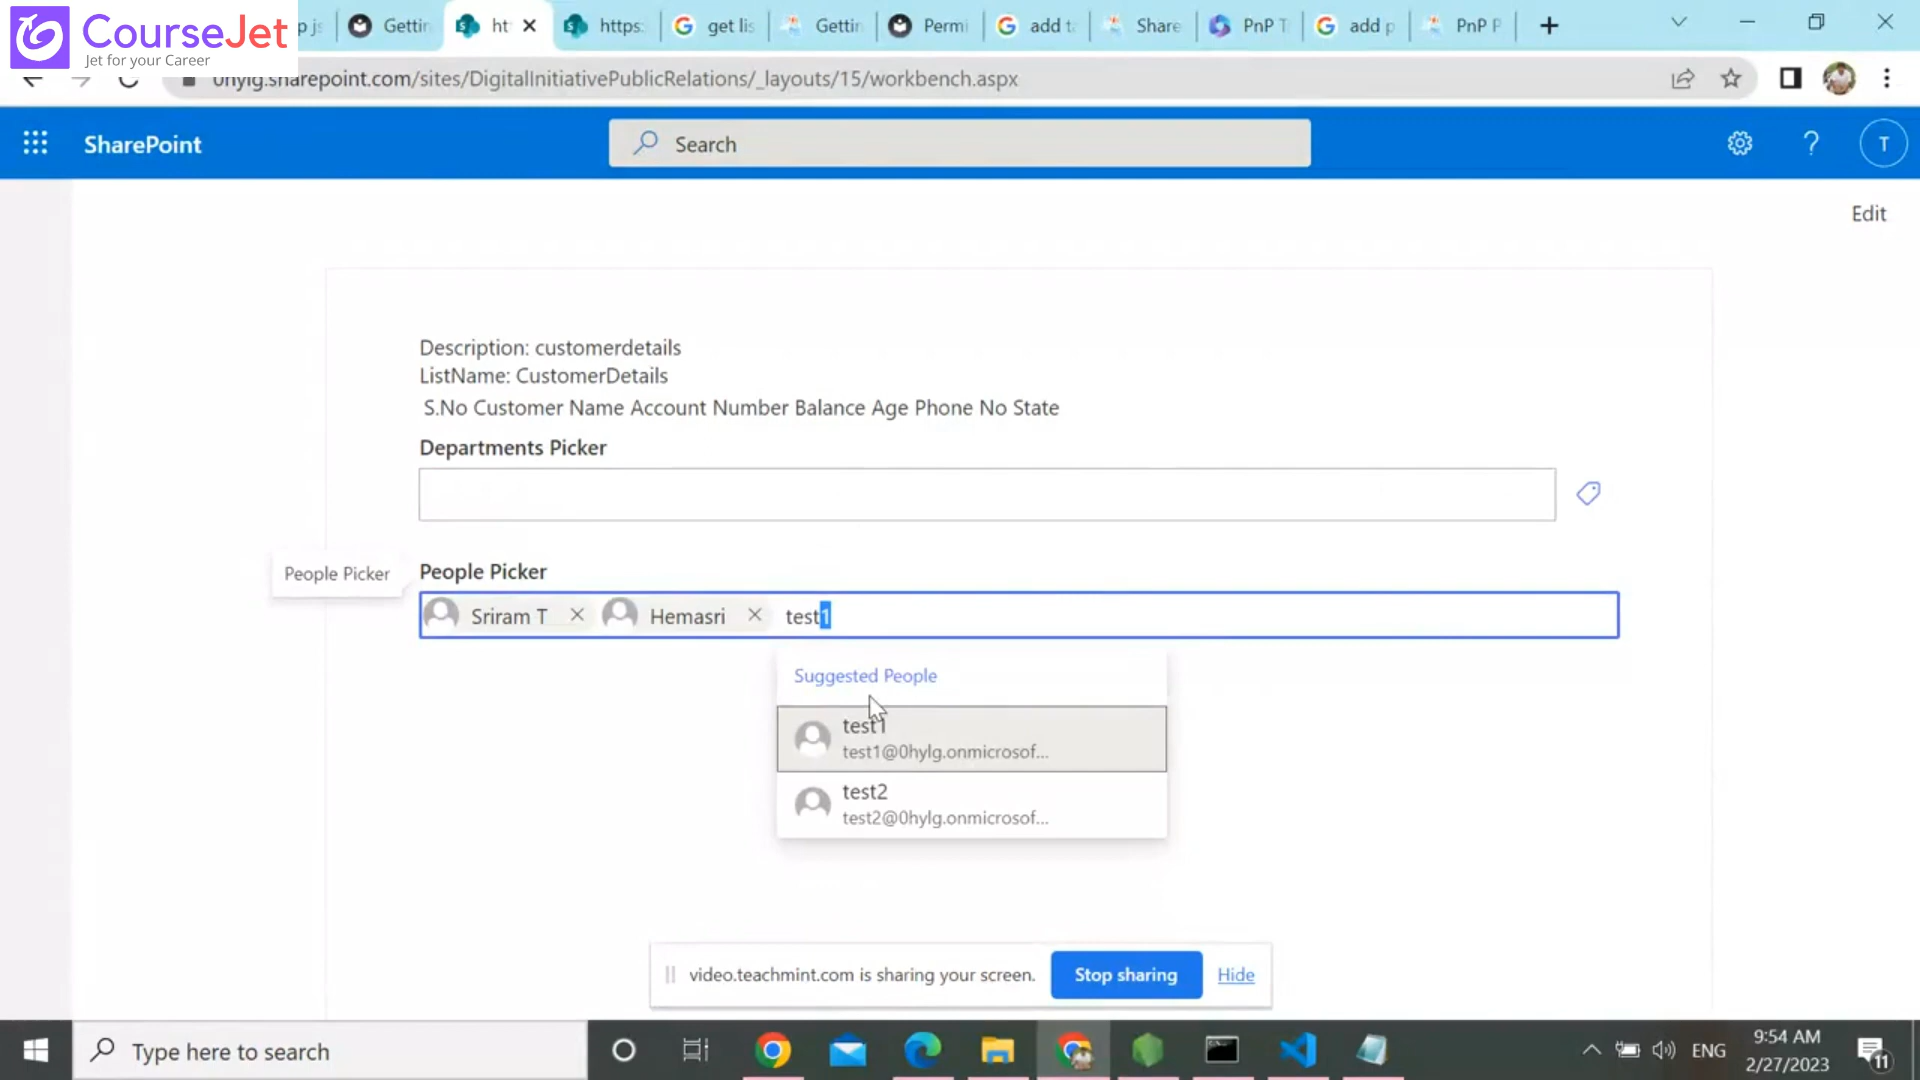 CourseJet
Jet for your Career
Gettin
ht
https:
get lis
Gettin
Permi
add ta
Share
PnP T
add p
PnP P
0hylg.sharepoint.com/sites/DigitalInitiativePublicRelations/_layouts/15/workbench.aspx
SharePoint
Search
T
Edit
Description: customerdetails
ListName: CustomerDetails
S.No Customer Name Account Number Balance Age Phone No State
Departments Picker
People Picker
People Picker
Sriram T
Hemasri
test1
Suggested People
test1
test1@0hylg.onmicrosof...
test2
test2@0hylg.onmicrosof...
video.teachmint.com is sharing your screen.
Stop sharing
Hide
Type here to search
ENG
9:54 AM
2/27/2023
11